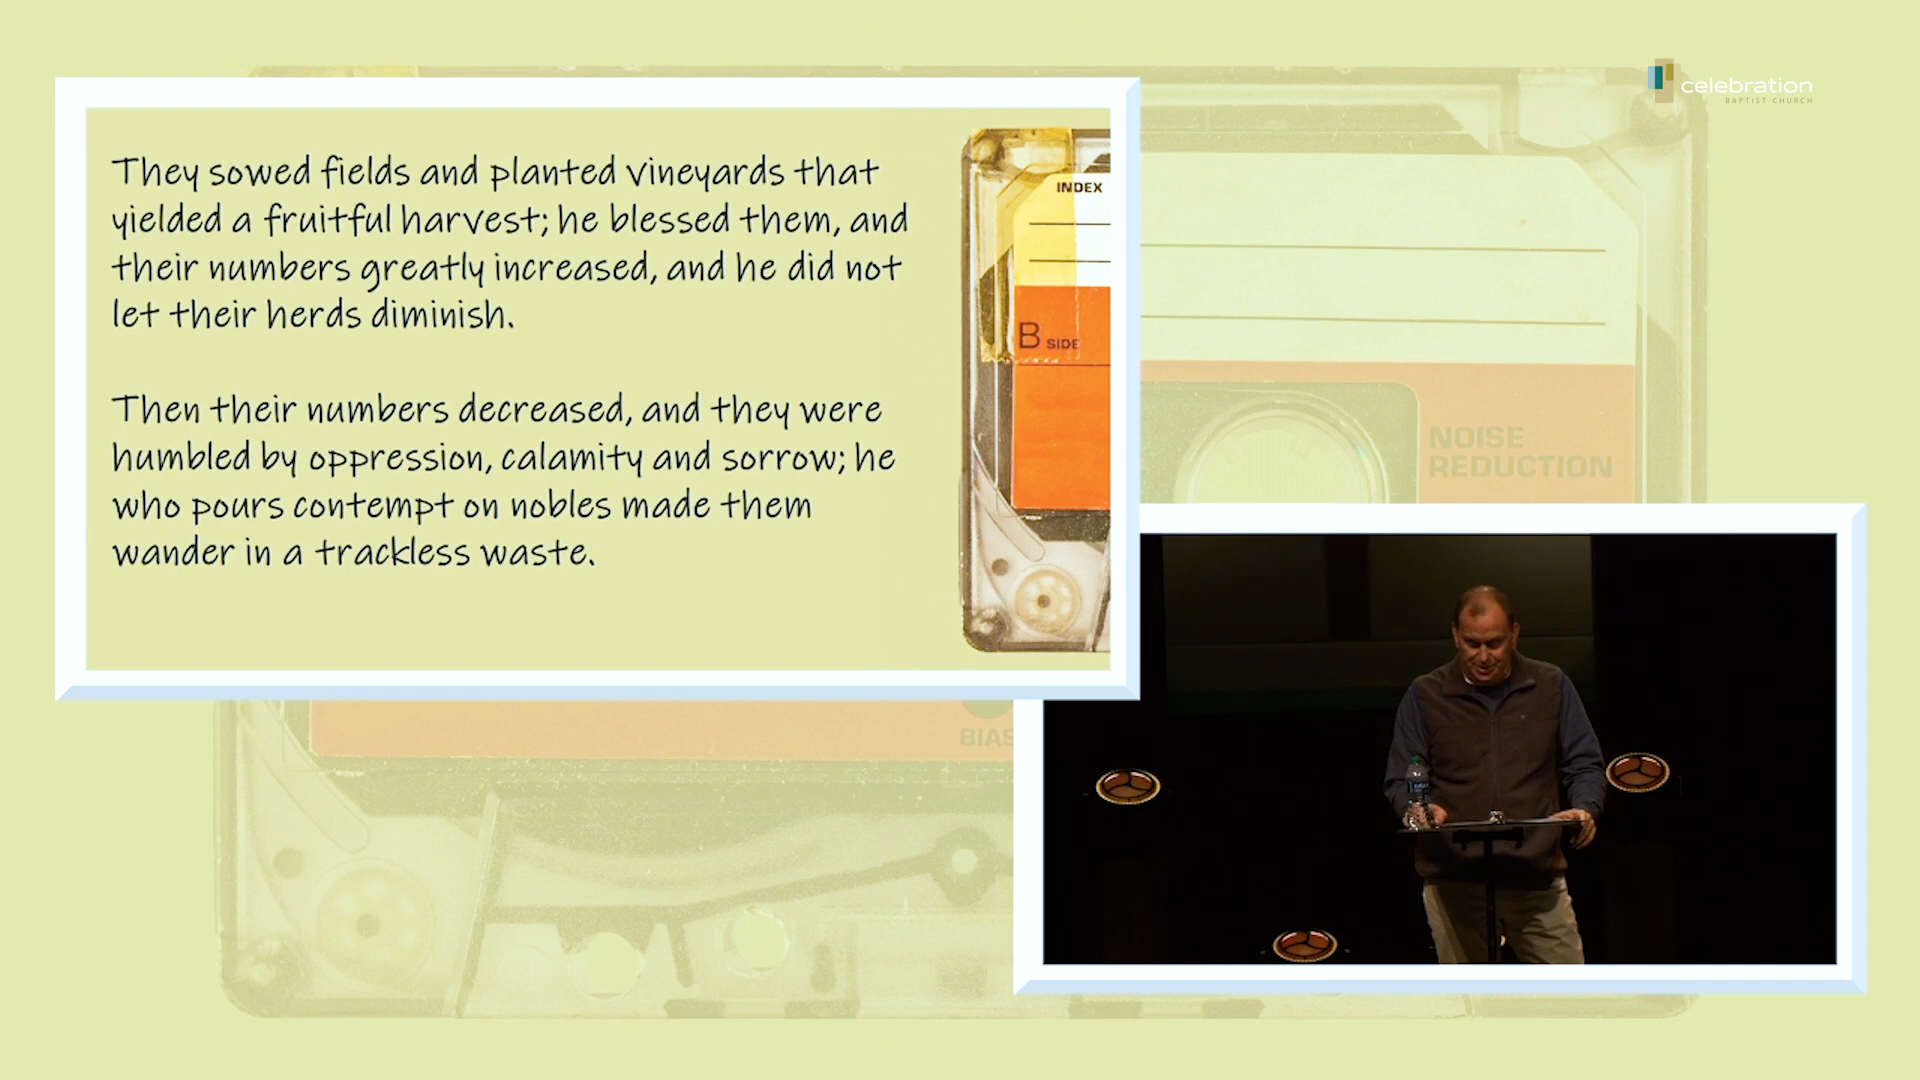 celebration
BAPTIST CHURCH
They sowed fields and planted vineyards that
yielded a fruitful harvest; he blessed them, and
their numbers greatly increased, and he did not
let their herds diminish.
Then their numbers decreased, and they were
humbled by oppression, calamity and sorrow; he
who pours contempt on nobles made them
wander in a trackless waste.
INDEX
B SIDE
NOISE
REDUCTION
BIAS